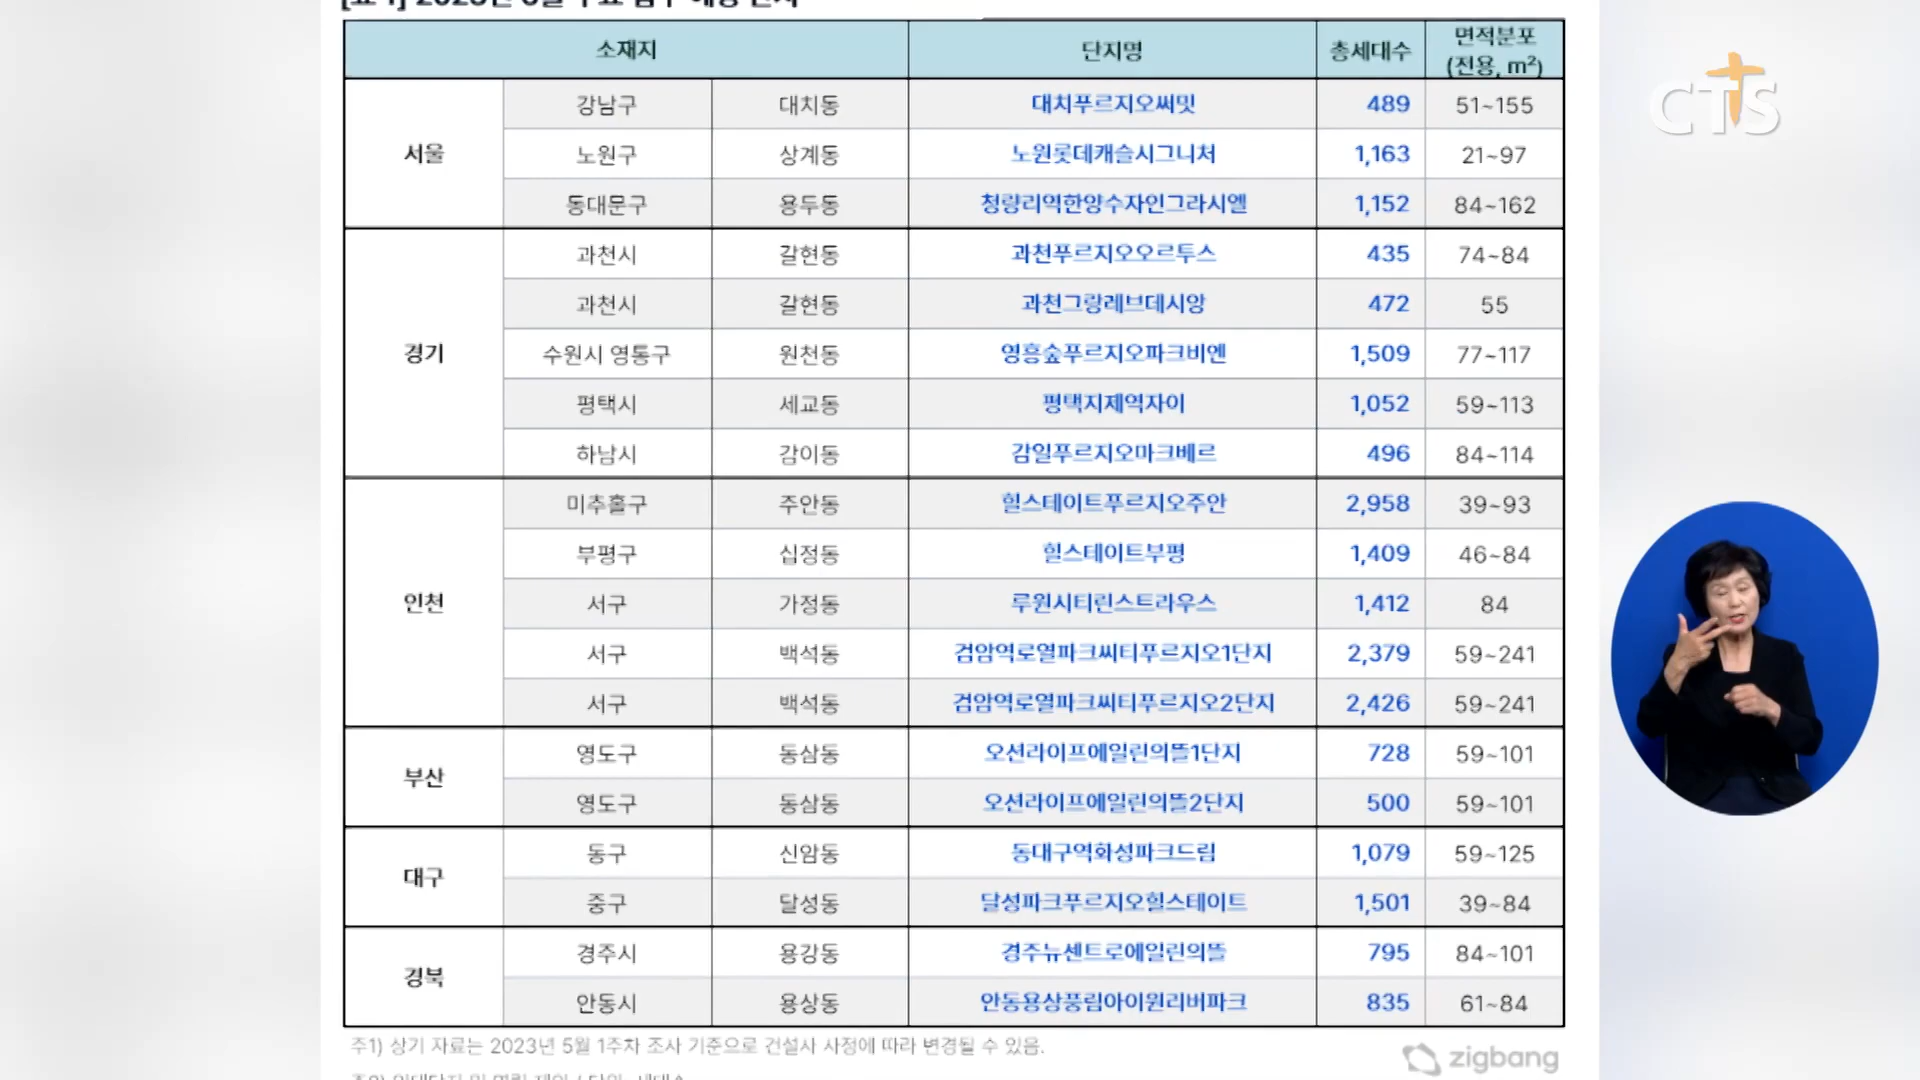 소재지 단지명 총세대수 면적분포 (전용, m²)
서울 강남구 대치동 대치푸르지오써밋 489 51~155
노원구 상계동 노원롯데캐슬시그니처 1,163 21~97
동대문구 용두동 청량리역한양수자인그라시엘 1,152 84~162
경기 과천시 갈현동 과천푸르지오오르투스 435 74~84
과천시 갈현동 과천그랑레브데시앙 472 55
수원시 영통구 원천동 영흥숲푸르지오파크비엔 1,509 77~117
평택시 세교동 평택지제역자이 1,052 59~113
하남시 감이동 감일푸르지오마크베르 496 84~114
인천 미추홀구 주안동 힐스테이트푸르지오주안 2,958 39~93
부평구 십정동 힐스테이트부평 1,409 46~84
서구 가정동 루원시티린스트라우스 1,412 84
서구 백석동 검암역로열파크씨티푸르지오1단지 2,379 59~241
서구 백석동 검암역로열파크씨티푸르지오2단지 2,426 59~241
부산 영도구 동삼동 오션라이프에일린의뜰1단지 728 59~101
영도구 동삼동 오션라이프에일린의뜰2단지 500 59~101
대구 동구 신암동 동대구역화성파크드림 1,079 59~125
중구 달성동 달성파크푸르지오힐스테이트 1,501 39~84
경북 경주시 용강동 경주뉴센트로에일린의뜰 795 84~101
안동시 용상동 안동용상풍림아이원리버파크 835 61~84
주1) 상기 자료는 2023년 5월 1주차 조사 기준으로 건설사 사정에 따라 변경될 수 있음.
zigbang
CTS